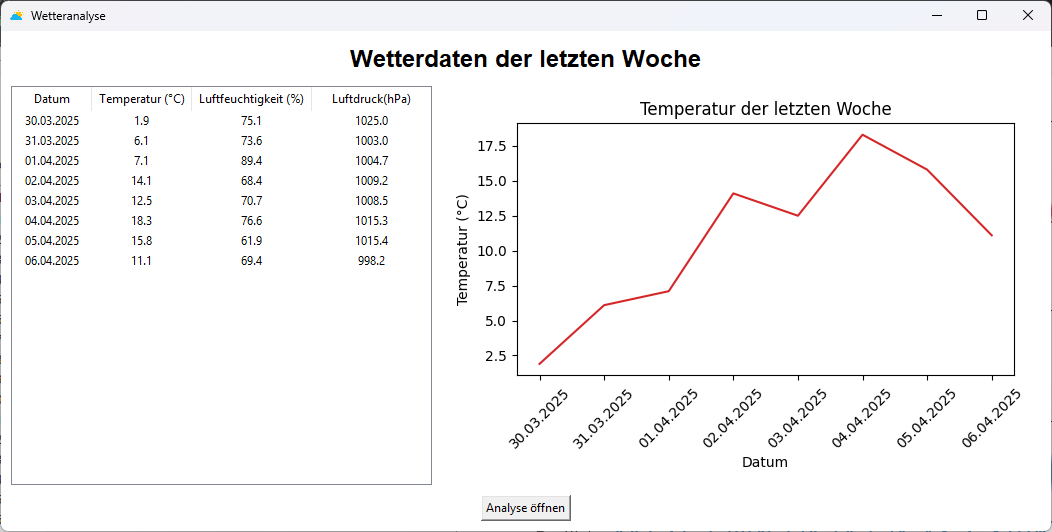 Wetteranalyse
Wetterdaten der letzten Woche
Datum Temperatur (°C) Luftfeuchtigkeit (%) Luftdruck(hPa)
30.03.2025 1.9 75.1 1025.0
31.03.2025 6.1 73.6 1003.0
01.04.2025 7.1 89.4 1004.7
02.04.2025 14.1 68.4 1009.2
03.04.2025 12.5 70.7 1008.5
04.04.2025 18.3 76.6 1015.3
05.04.2025 15.8 61.9 1015.4
06.04.2025 11.1 69.4 998.2
Temperatur der letzten Woche
Temperatur (°C)
17.5
15.0
12.5
10.0
7.5
5.0
2.5
30.03.2025 31.03.2025 01.04.2025 02.04.2025 03.04.2025 04.04.2025 05.04.2025 06.04.2025
Datum
Analyse öffnen